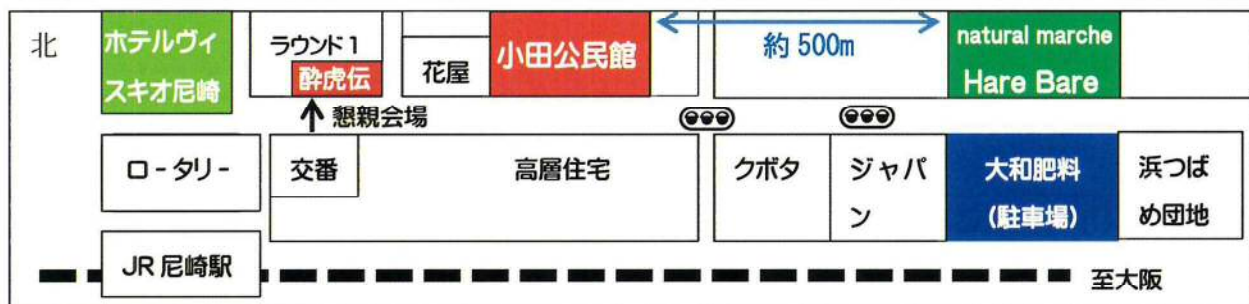 北
ホテルヴィ
スキオ尼崎
ラウンド1
酔虎伝
花屋
小田公民館
約 500m
natural marche
Hare Bare
懇親会場
ロ-タリ-
交番
高層住宅
クボタ
ジャパ
ン
大和肥料
(駐車場)
浜つば
め団地
JR 尼崎駅
至大阪